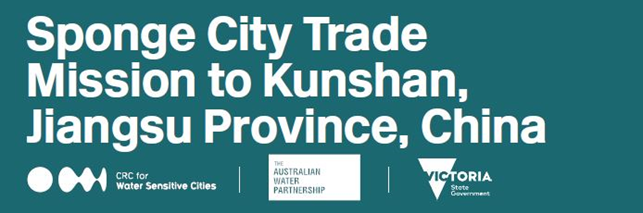 Sponge City Trade
Mission to Kunshan,
Jiangsu Province, China
CRC for
Water Sensitive Cities
THE
AUSTRALIAN
WATER
PARTNERSHIP
VICTORIA
State
Government